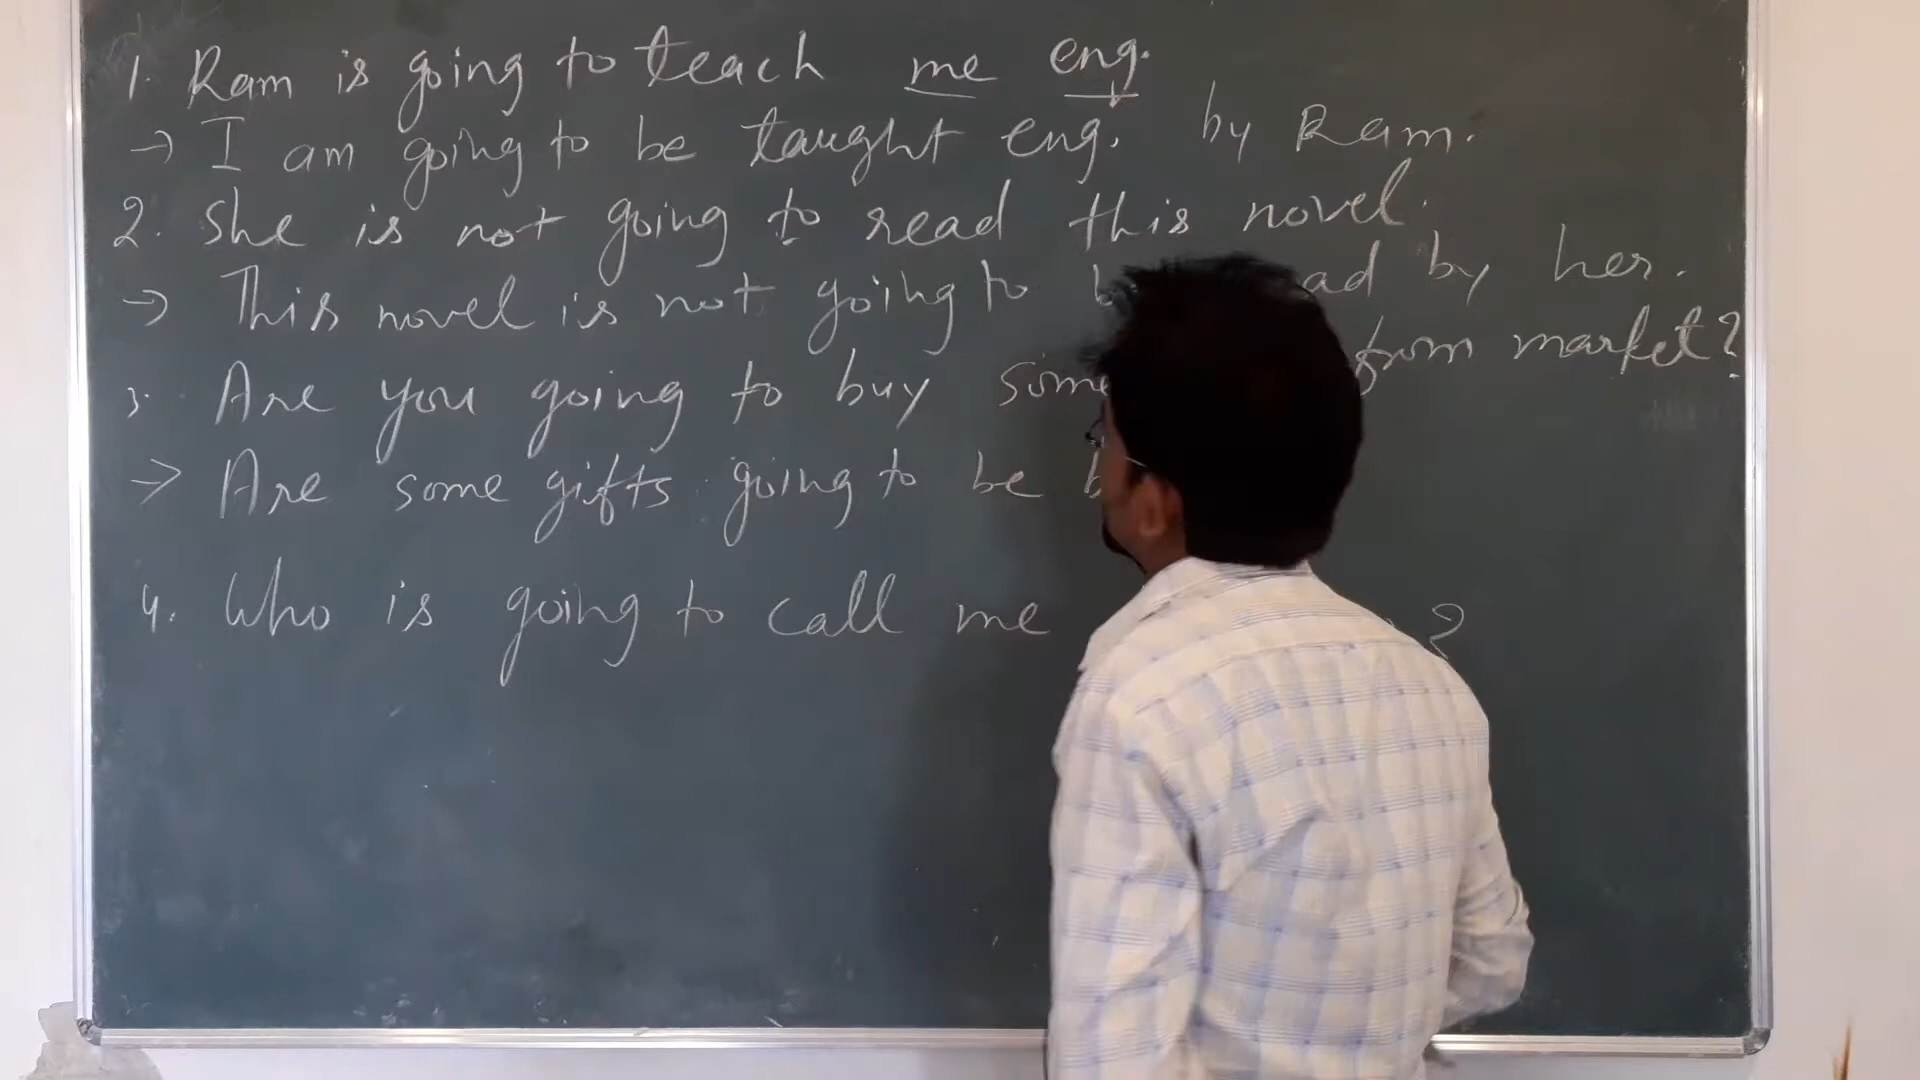 1. Ram is going to teach me eng.
→ I am going to be taught eng. by Ram.
2. She is not going to read this novel.
→ This novel is not going to by her.
3. Are you going to buy some from market?
→ Are some gifts going to be
4. Who is going to call me ?